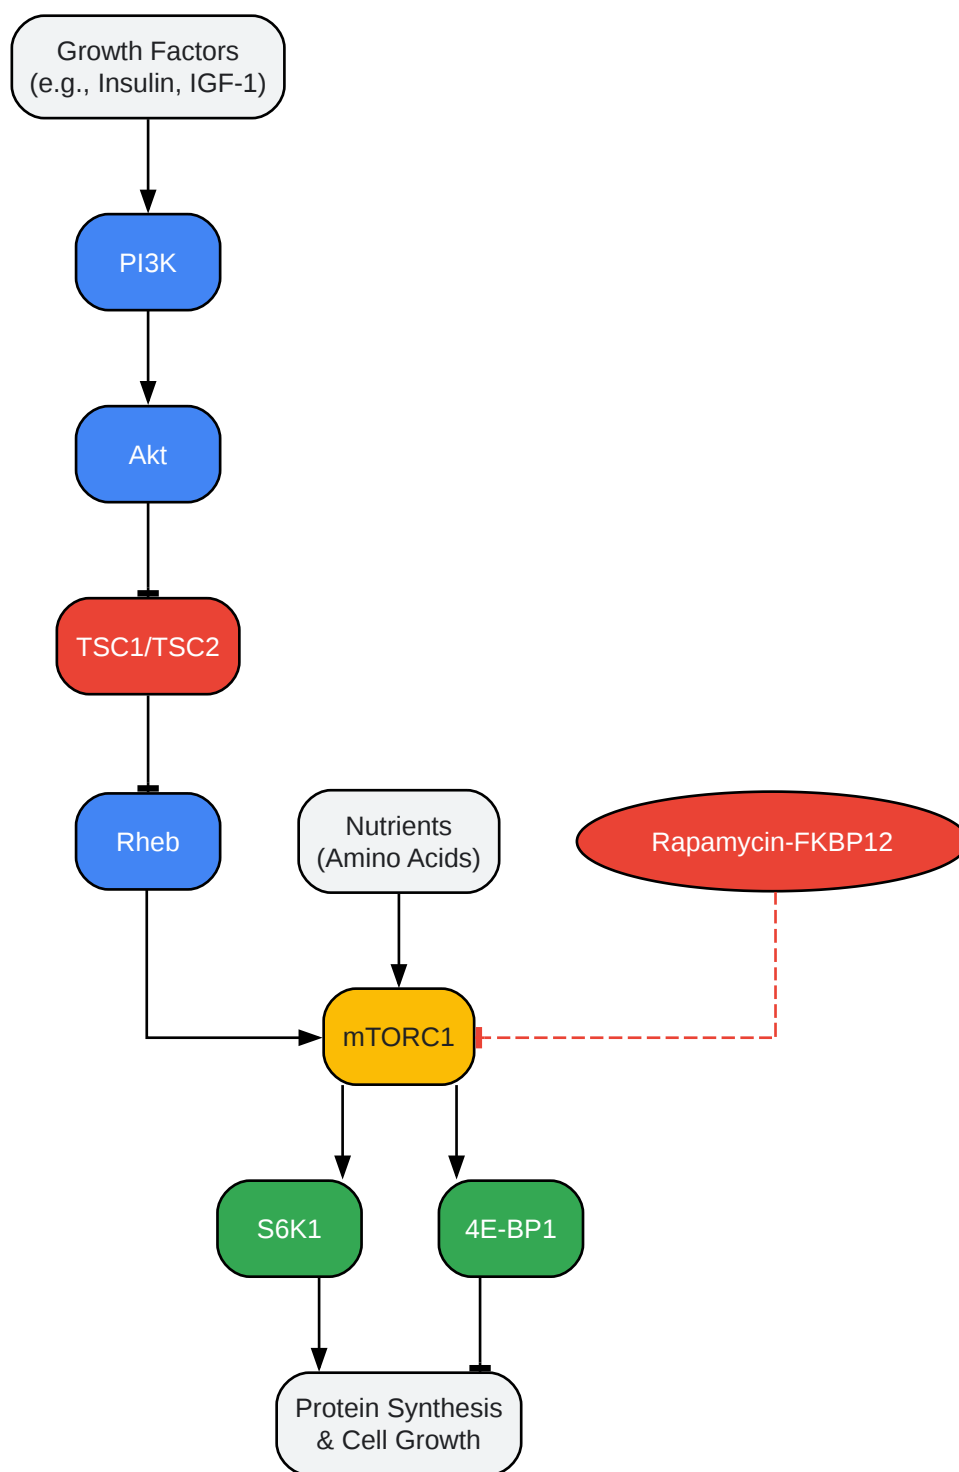 Growth Factors
(e.g., Insulin, IGF-1)
PI3K
Akt
TSC1/TSC2
Rheb
Nutrients
(Amino Acids)
Rapamycin-FKBP12
mTORC1
S6K1
4E-BP1
Protein Synthesis
& Cell Growth